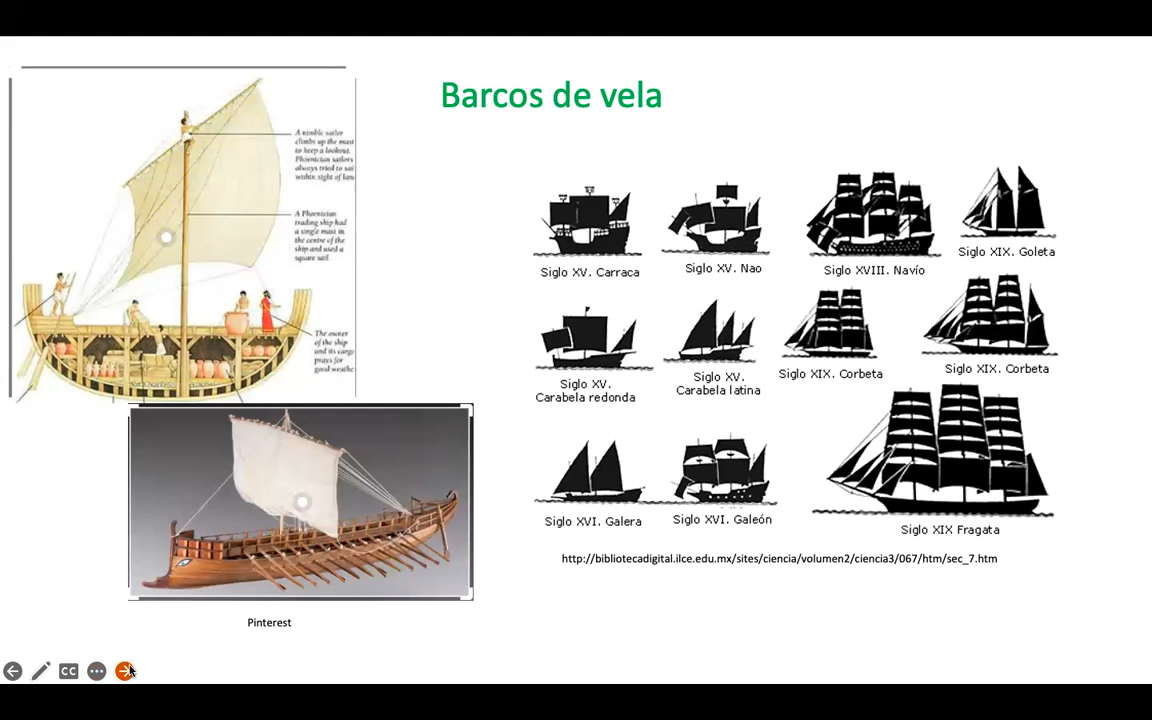 Barcos de vela
A nimble sailor
climbs up the mast
to keep a lookout.
Phoenician sailors
always tried to sai
within sight of lan
A Phoenician
trading ship had
a single mast in
the centre of the
ship and used a
square sail.
The owner
of the ship
and its carg
prays for
good weathe
Siglo XV. Carraca
Siglo XV. Nao
Siglo XVIII. Navío
Siglo XIX. Goleta
Siglo XV.
Carabela redonda
Siglo XV.
Carabela latina
Siglo XIX. Corbeta
Siglo XIX. Corbeta
Siglo XVI. Galera
Siglo XVI. Galeón
Siglo XIX Fragata
http://bibliotecadigital.ilce.edu.mx/sites/ciencia/volumen2/ciencia3/067/htm/sec_7.htm
Pinterest
CC